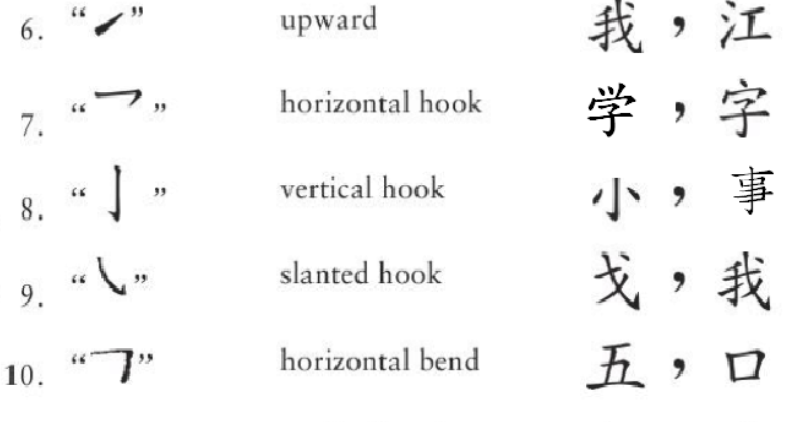 6. “㇀” upward 我，江
7. “乛” horizontal hook 学，字
8. “亅” vertical hook 小，事
9. “㇂” slanted hook 戈，我
10. “𠃍” horizontal bend 五，口